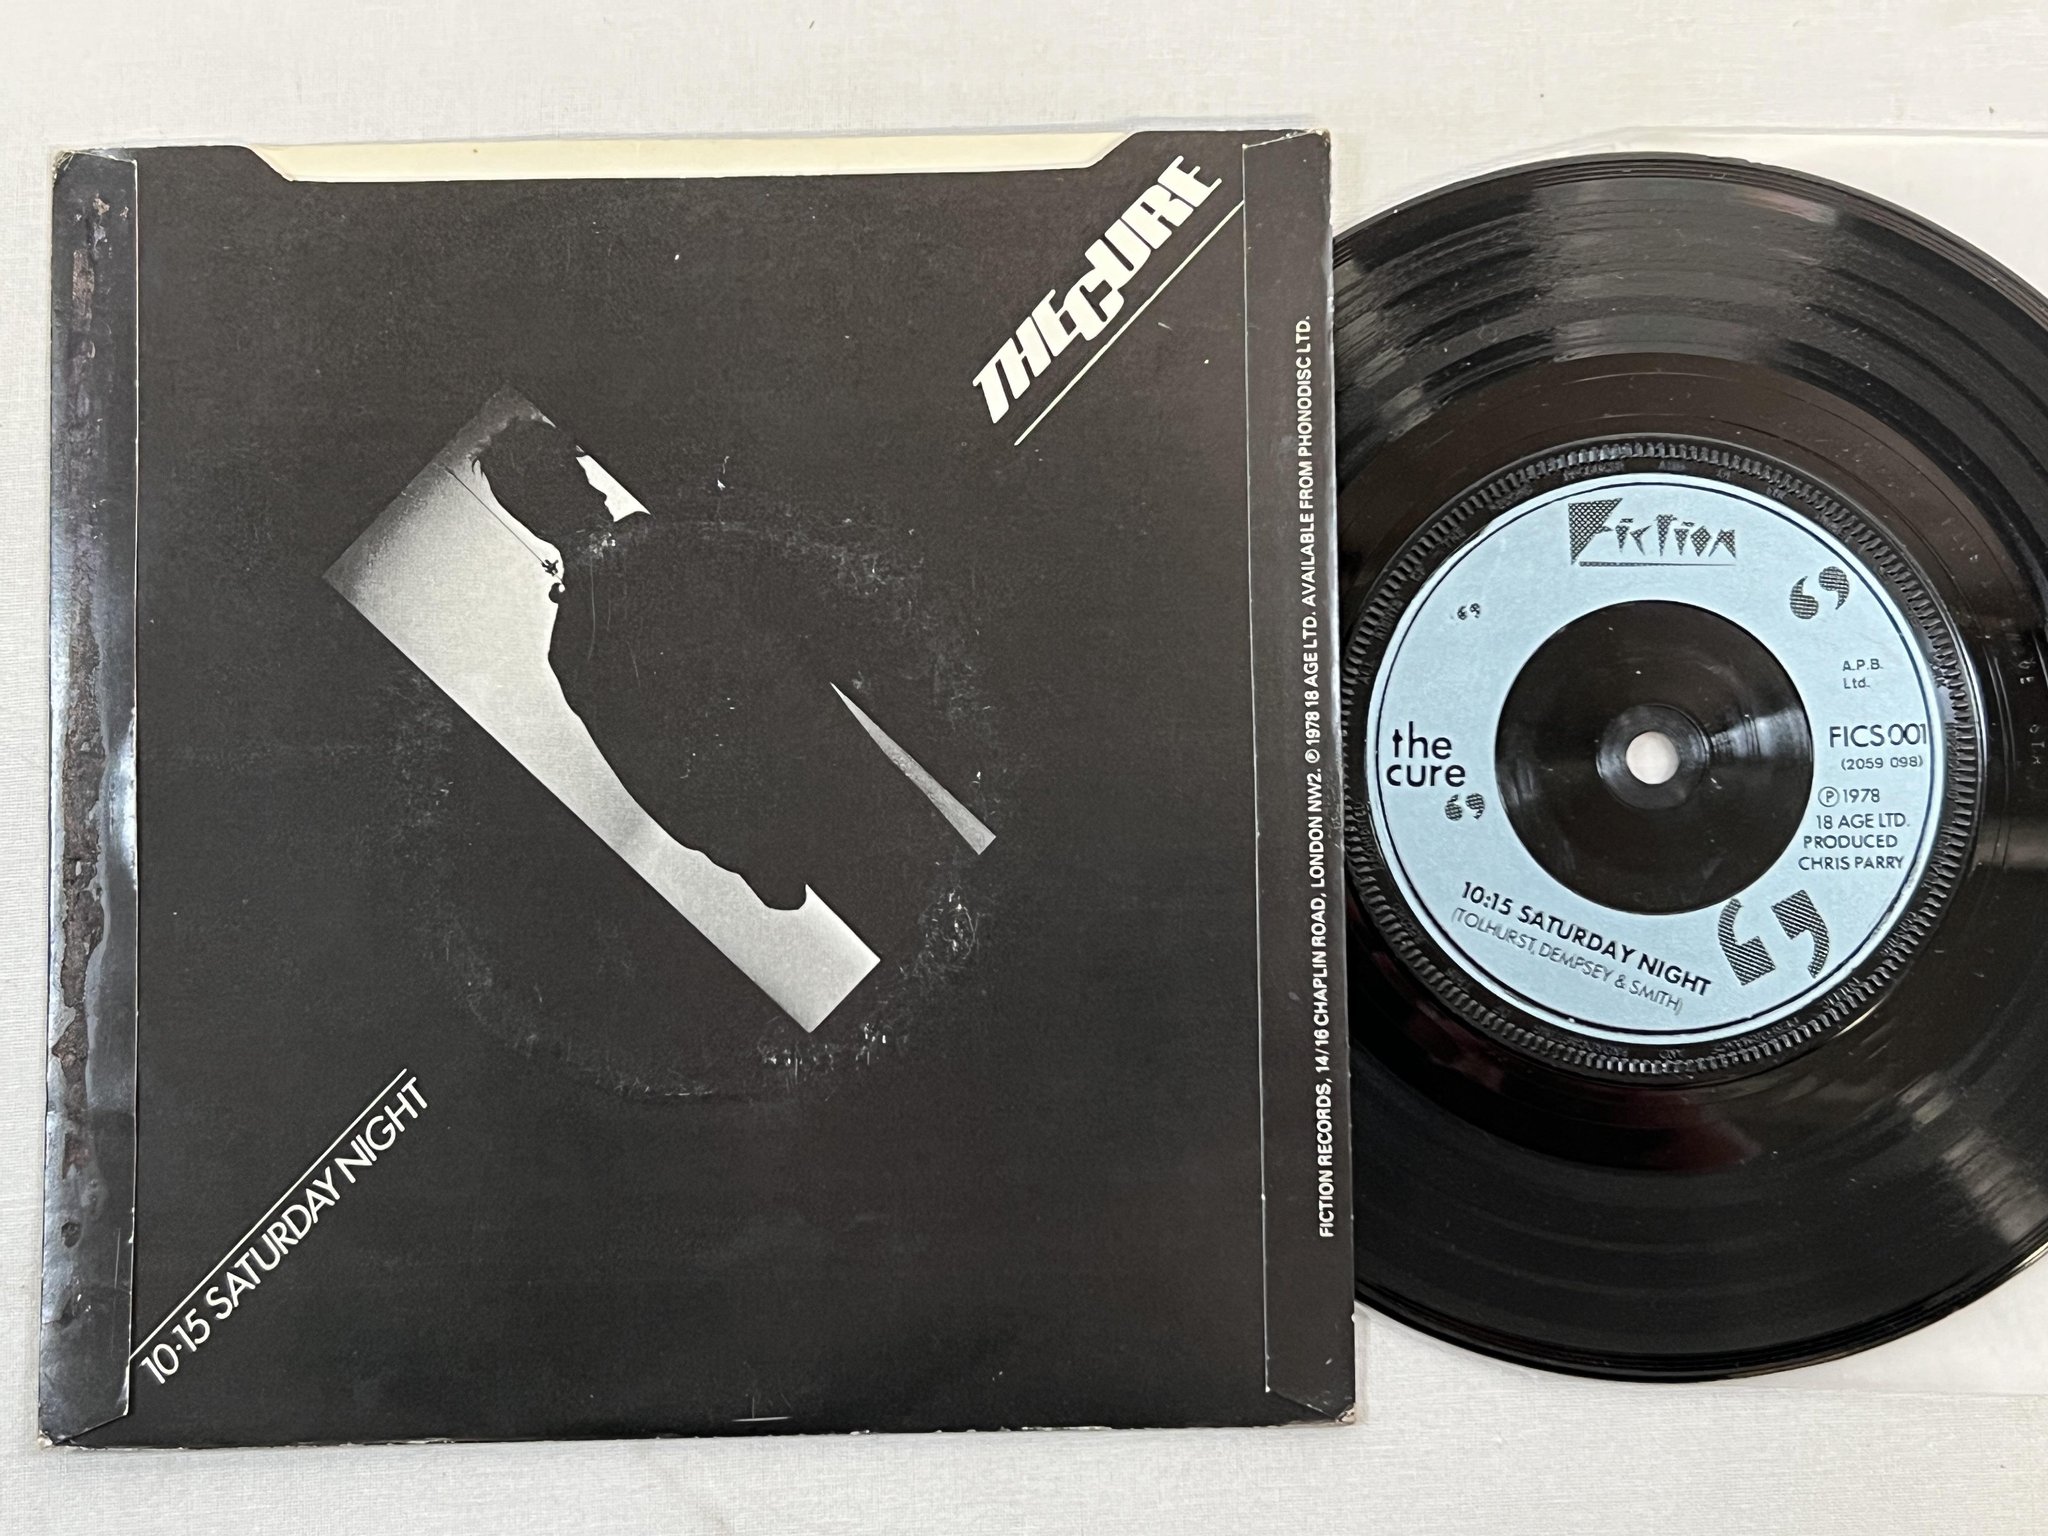 THE CURE
10·15 SATURDAY NIGHT
FICTION RECORDS, 14/16 CHAPLIN ROAD, LONDON NW2. ℗ 1978 18 AGE LTD. AVAILABLE FROM PHONODISC LTD.
Fiction
A.P.B.
Ltd.
the
cure
FICS 001
(2059 098)
℗ 1978
18 AGE LTD.
PRODUCED
CHRIS PARRY
10:15 SATURDAY NIGHT
(TOLHURST, DEMPSEY & SMITH)